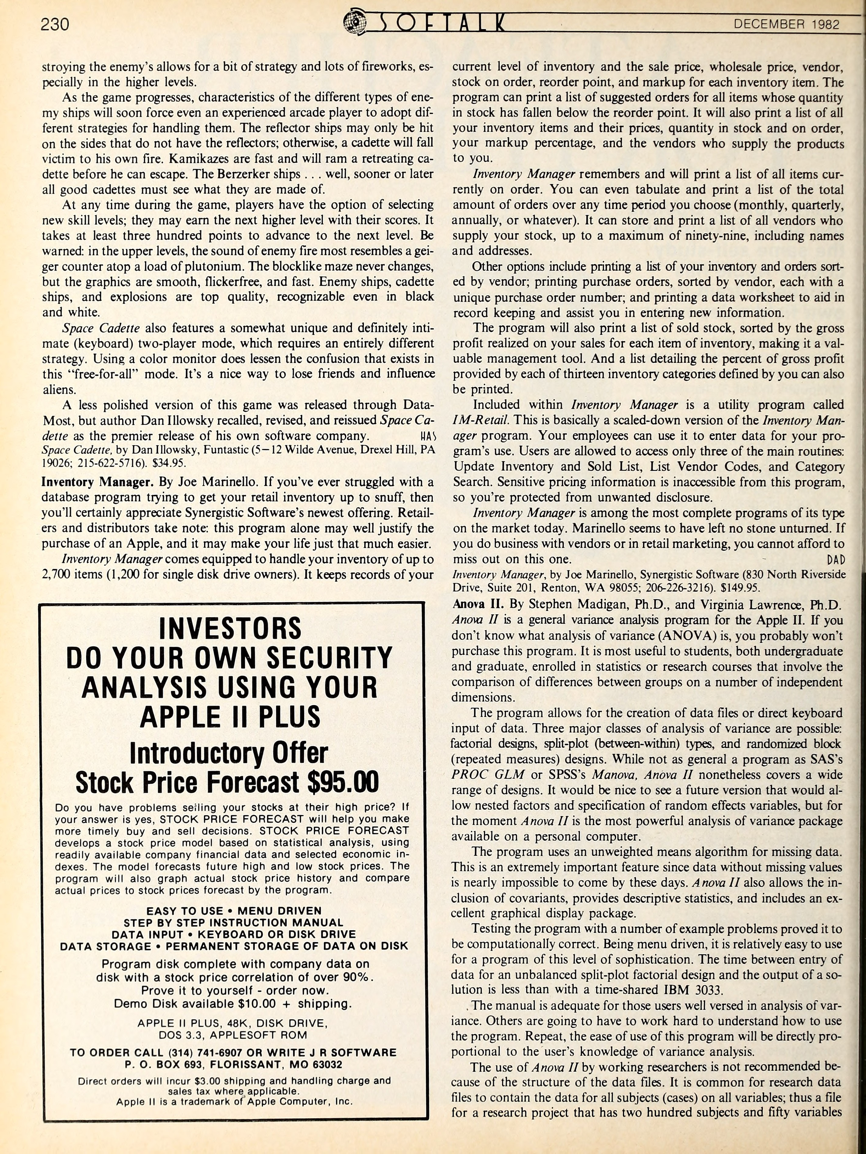 230
SOFTALK
DECEMBER 1982
stroying the enemy's allows for a bit of strategy and lots of fireworks, es-
pecially in the higher levels.
As the game progresses, characteristics of the different types of ene-
my ships will soon force even an experienced arcade player to adopt dif-
ferent strategies for handling them. The reflector ships may only be hit
on the sides that do not have the reflectors; otherwise, a cadette will fall
victim to his own fire. Kamikazes are fast and will ram a retreating ca-
dette before he can escape. The Berzerker ships . . . well, sooner or later
all good cadettes must see what they are made of.
At any time during the game, players have the option of selecting
new skill levels; they may earn the next higher level with their scores. It
takes at least three hundred points to advance to the next level. Be
warned: in the upper levels, the sound of enemy fire most resembles a gei-
ger counter atop a load of plutonium. The blocklike maze never changes,
but the graphics are smooth, flickerfree, and fast. Enemy ships, cadette
ships, and explosions are top quality, recognizable even in black
and white.
Space Cadette also features a somewhat unique and definitely inti-
mate (keyboard) two-player mode, which requires an entirely different
strategy. Using a color monitor does lessen the confusion that exists in
this "free-for-all" mode. It's a nice way to lose friends and influence
aliens.
A less polished version of this game was released through Data-
Most, but author Dan Illowsky recalled, revised, and reissued Space Ca-
dette as the premier release of his own software company. WAS
Space Cadette, by Dan Illowsky, Funtastic (5–12 Wilde Avenue, Drexel Hill, PA
19026; 215-622-5716). $34.95.
Inventory Manager. By Joe Marinello. If you've ever struggled with a
database program trying to get your retail inventory up to snuff, then
you'll certainly appreciate Synergistic Software's newest offering. Retail-
ers and distributors take note: this program alone may well justify the
purchase of an Apple, and it may make your life just that much easier.
Inventory Manager comes equipped to handle your inventory of up to
2,700 items (1,200 for single disk drive owners). It keeps records of your
INVESTORS
DO YOUR OWN SECURITY
ANALYSIS USING YOUR
APPLE II PLUS
Introductory Offer
Stock Price Forecast $95.00
Do you have problems selling your stocks at their high price? If
your answer is yes, STOCK PRICE FORECAST will help you make
more timely buy and sell decisions. STOCK PRICE FORECAST
develops a stock price model based on statistical analysis, using
readily available company financial data and selected economic in-
dexes. The model forecasts future high and low stock prices. The
program will also graph actual stock price history and compare
actual prices to stock prices forecast by the program.
EASY TO USE • MENU DRIVEN
STEP BY STEP INSTRUCTION MANUAL
DATA INPUT • KEYBOARD OR DISK DRIVE
DATA STORAGE • PERMANENT STORAGE OF DATA ON DISK
Program disk complete with company data on
disk with a stock price correlation of over 90%.
Prove it to yourself - order now.
Demo Disk available $10.00 + shipping.
APPLE II PLUS, 48K, DISK DRIVE,
DOS 3.3, APPLESOFT ROM
TO ORDER CALL (314) 741-6907 OR WRITE J R SOFTWARE
P. O. BOX 693, FLORISSANT, MO 63032
Direct orders will incur $3.00 shipping and handling charge and
sales tax where applicable.
Apple II is a trademark of Apple Computer, Inc.
current level of inventory and the sale price, wholesale price, vendor,
stock on order, reorder point, and markup for each inventory item. The
program can print a list of suggested orders for all items whose quantity
in stock has fallen below the reorder point. It will also print a list of all
your inventory items and their prices, quantity in stock and on order,
your markup percentage, and the vendors who supply the products
to you.
Inventory Manager remembers and will print a list of all items cur-
rently on order. You can even tabulate and print a list of the total
amount of orders over any time period you choose (monthly, quarterly,
annually, or whatever). It can store and print a list of all vendors who
supply your stock, up to a maximum of ninety-nine, including names
and addresses.
Other options include printing a list of your inventory and orders sort-
ed by vendor; printing purchase orders, sorted by vendor, each with a
unique purchase order number; and printing a data worksheet to aid in
record keeping and assist you in entering new information.
The program will also print a list of sold stock, sorted by the gross
profit realized on your sales for each item of inventory, making it a val-
uable management tool. And a list detailing the percent of gross profit
provided by each of thirteen inventory categories defined by you can also
be printed.
Included within Inventory Manager is a utility program called
IM-Retail. This is basically a scaled-down version of the Inventory Man-
ager program. Your employees can use it to enter data for your pro-
gram's use. Users are allowed to access only three of the main routines:
Update Inventory and Sold List, List Vendor Codes, and Category
Search. Sensitive pricing information is inaccessible from this program,
so you're protected from unwanted disclosure.
Inventory Manager is among the most complete programs of its type
on the market today. Marinello seems to have left no stone unturned. If
you do business with vendors or in retail marketing, you cannot afford to
miss out on this one. DAD
Inventory Manager, by Joe Marinello, Synergistic Software (830 North Riverside
Drive, Suite 201, Renton, WA 98055; 206-226-3216). $149.95.
Anova II. By Stephen Madigan, Ph.D., and Virginia Lawrence, Ph.D.
Anova II is a general variance analysis program for the Apple II. If you
don't know what analysis of variance (ANOVA) is, you probably won't
purchase this program. It is most useful to students, both undergraduate
and graduate, enrolled in statistics or research courses that involve the
comparison of differences between groups on a number of independent
dimensions.
The program allows for the creation of data files or direct keyboard
input of data. Three major classes of analysis of variance are possible:
factorial designs, split-plot (between-within) types, and randomized block
(repeated measures) designs. While not as general a program as SAS's
PROC GLM or SPSS's Manova, Anova II nonetheless covers a wide
range of designs. It would be nice to see a future version that would al-
low nested factors and specification of random effects variables, but for
the moment Anova II is the most powerful analysis of variance package
available on a personal computer.
The program uses an unweighted means algorithm for missing data.
This is an extremely important feature since data without missing values
is nearly impossible to come by these days. Anova II also allows the in-
clusion of covariants, provides descriptive statistics, and includes an ex-
cellent graphical display package.
Testing the program with a number of example problems proved it to
be computationally correct. Being menu driven, it is relatively easy to use
for a program of this level of sophistication. The time between entry of
data for an unbalanced split-plot factorial design and the output of a so-
lution is less than with a time-shared IBM 3033.
The manual is adequate for those users well versed in analysis of var-
iance. Others are going to have to work hard to understand how to use
the program. Repeat, the ease of use of this program will be directly pro-
portional to the user's knowledge of variance analysis.
The use of Anova II by working researchers is not recommended be-
cause of the structure of the data files. It is common for research data
files to contain the data for all subjects (cases) on all variables; thus a file
for a research project that has two hundred subjects and fifty variables